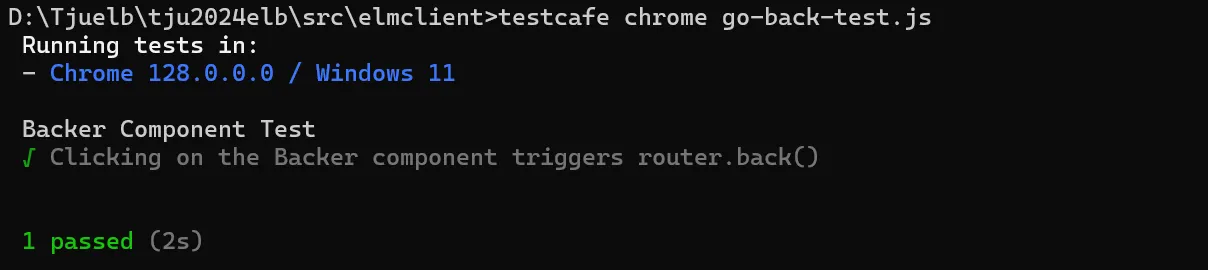 D:\Tjuelb\tju2024elb\src\elmclient>testcafe chrome go-back-test.js
Running tests in:
- Chrome 128.0.0.0 / Windows 11
Backer Component Test
√ Clicking on the Backer component triggers router.back()
1 passed (2s)